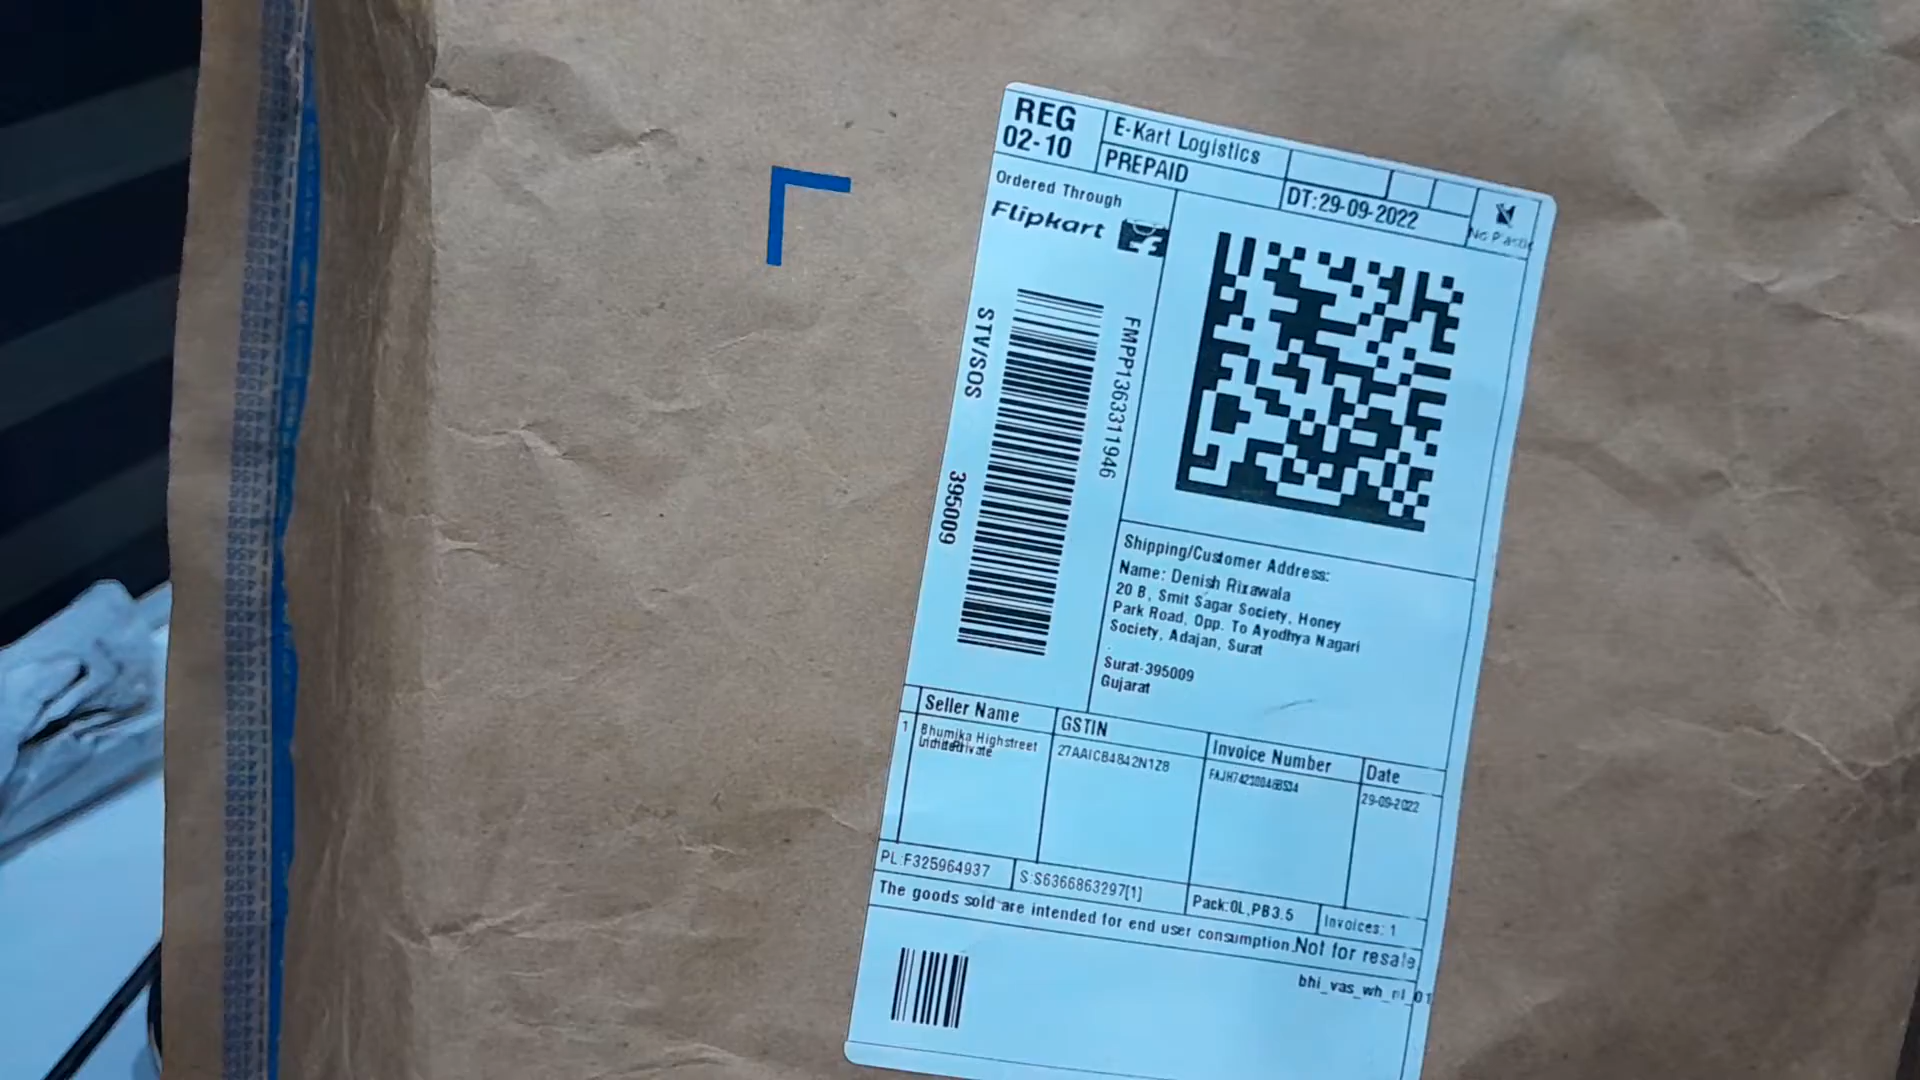 REG
02-10
E-Kart Logistics
PREPAID
DT:29-09-2022
Ordered Through
Flipkart
STV/SOS
395009
FMPP1363311946
Shipping/Customer Address:
Name: Denish Rixawala
20 B, Smit Sagar Society, Honey
Park Road, Opp. To Ayodhya Nagari
Society, Adajan, Surat
.
Surat-395009
Gujarat
Seller Name
GSTIN
Invoice Number
Date
1
Bhumika Highstreet
27AAICB4842N1Z8
29-09-2022
PL:F325964937
S:S6366863297[1]
Pack:0L,PB3.5
Invoices: 1
The goods sold are intended for end user consumption.Not for resale